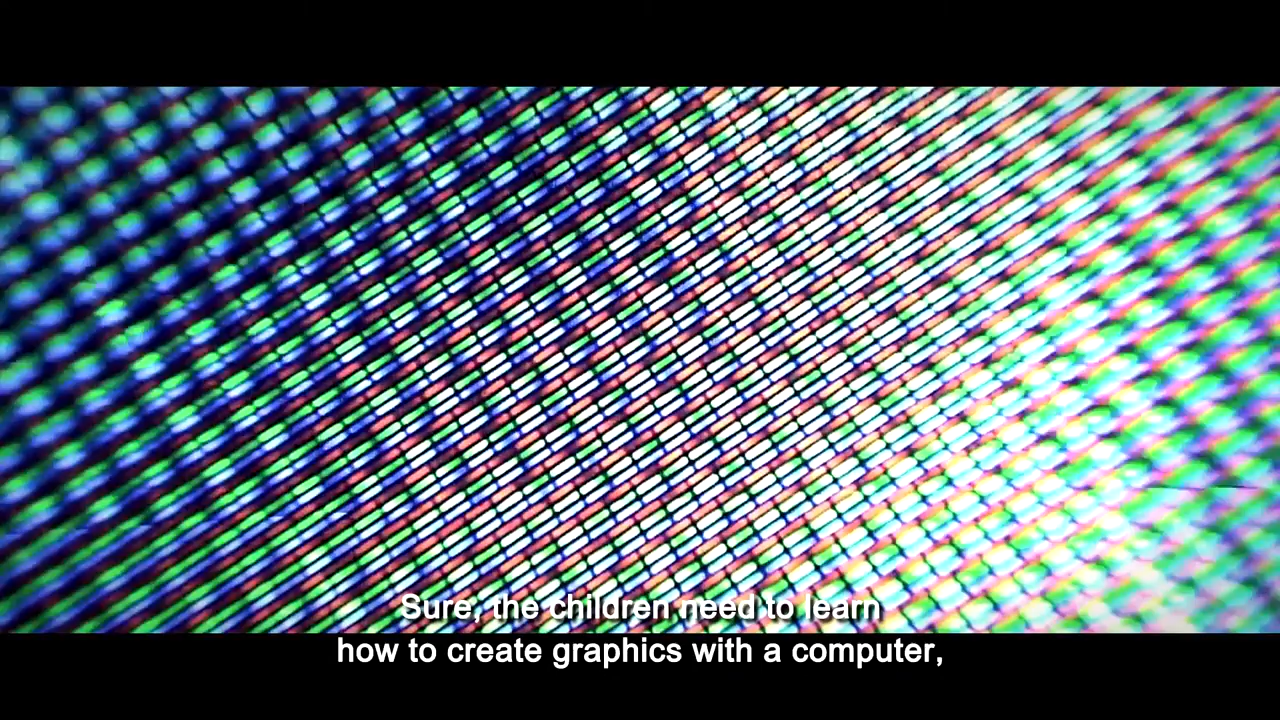 Sure, the children need to learn
how to create graphics with a computer,